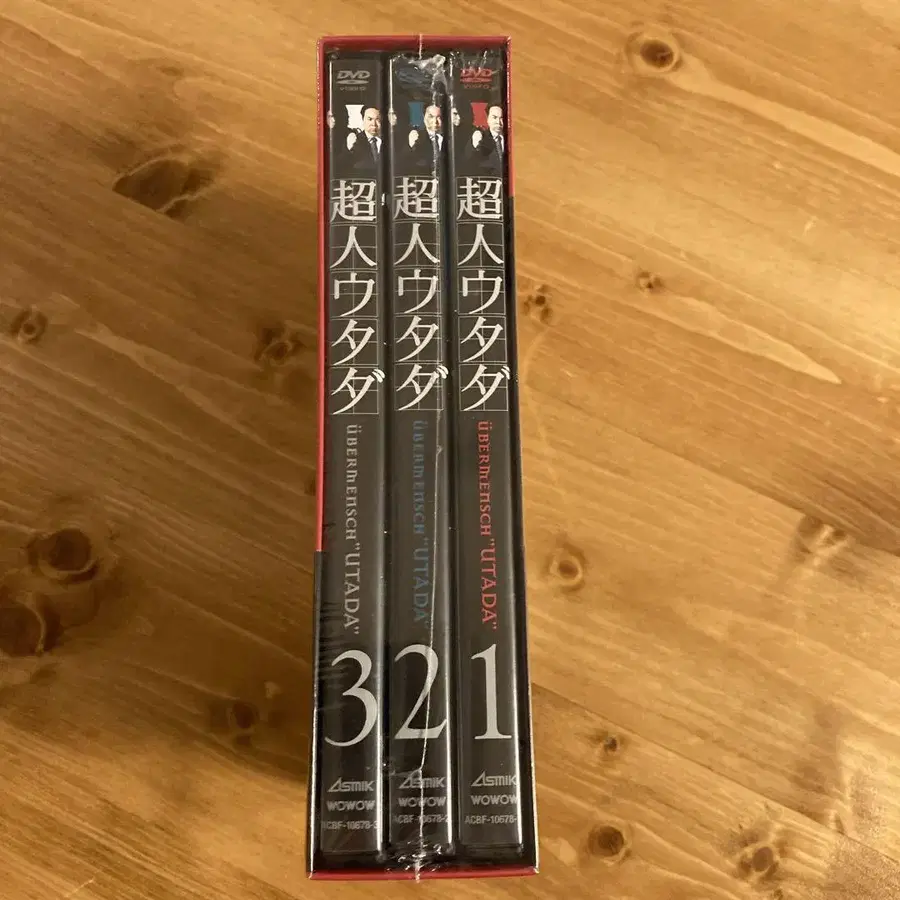 DVD
VIDEO
超人ウタダ
ÜBERMENSCH "UTADA"
3
ASMIK
WOWOW
ACBF-10678-3
超人ウタダ
ÜBERMENSCH "UTADA"
2
ASMIK
WOWOW
ACBF-10678-2
DVD
VIDEO
超人ウタダ
ÜBERMENSCH "UTADA"
1
ASMIK
WOWOW
ACBF-10678-